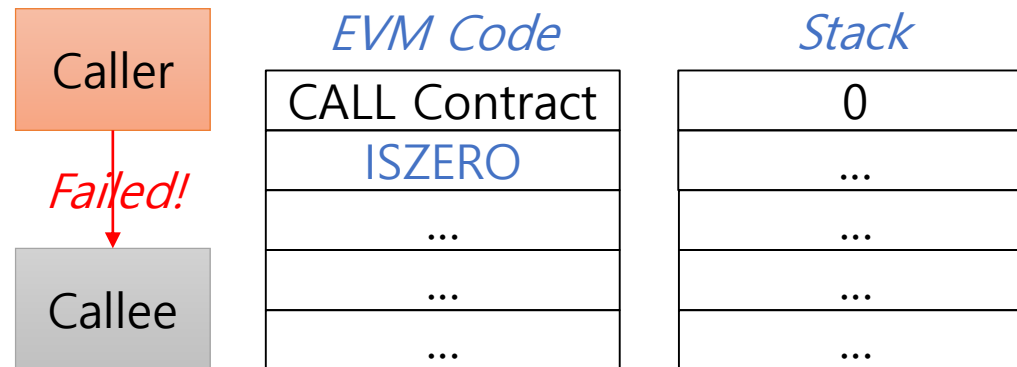 Caller
Failed!
Callee
EVM Code
CALL Contract
ISZERO
...
...
...
Stack
0
...
...
...
...